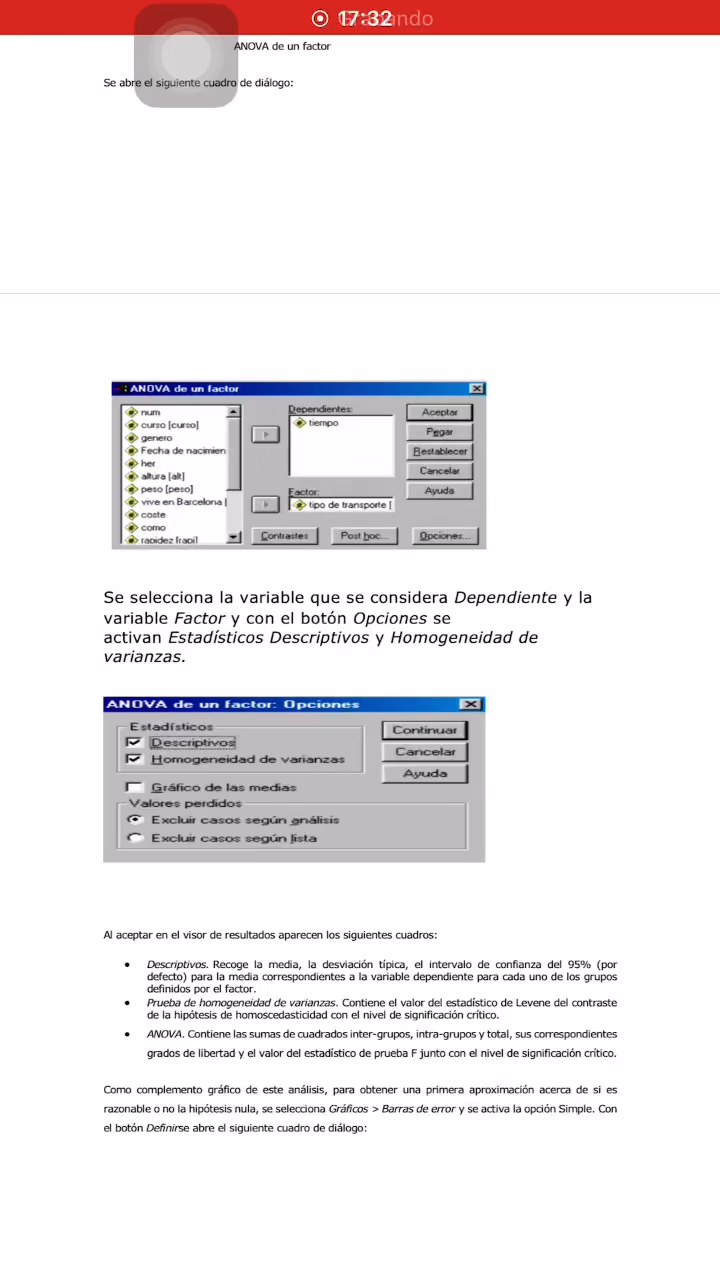 17:32
ANOVA de un factor
Se abre el siguiente cuadro de diálogo:
ANOVA de un factor
num
curso [curso]
genero
Fecha de nacimien
her
altura [alt]
peso [peso]
vive en Barcelona [
coste
como
rapidez [rapi]
Dependientes:
tiempo
Factor:
tipo de transporte [
Aceptar
Pegar
Restablecer
Cancelar
Ayuda
Contrastes
Post hoc...
Opciones...
Se selecciona la variable que se considera Dependiente y la
variable Factor y con el botón Opciones se
activan Estadísticos Descriptivos y Homogeneidad de
varianzas.
ANOVA de un factor: Opciones
Estadísticos
Descriptivos
Homogeneidad de varianzas
Gráfico de las medias
Valores perdidos
Excluir casos según análisis
Excluir casos según lista
Continuar
Cancelar
Ayuda
Al aceptar en el visor de resultados aparecen los siguientes cuadros:
• Descriptivos. Recoge la media, la desviación típica, el intervalo de confianza del 95% (por
defecto) para la media correspondientes a la variable dependiente para cada uno de los grupos
definidos por el factor.
• Prueba de homogeneidad de varianzas. Contiene el valor del estadístico de Levene del contraste
de la hipótesis de homoscedasticidad con el nivel de significación crítico.
• ANOVA. Contiene las sumas de cuadrados inter-grupos, intra-grupos y total, sus correspondientes
grados de libertad y el valor del estadístico de prueba F junto con el nivel de significación crítico.
Como complemento gráfico de este análisis, para obtener una primera aproximación acerca de si es
razonable o no la hipótesis nula, se selecciona Gráficos > Barras de error y se activa la opción Simple. Con
el botón Definirse abre el siguiente cuadro de diálogo: